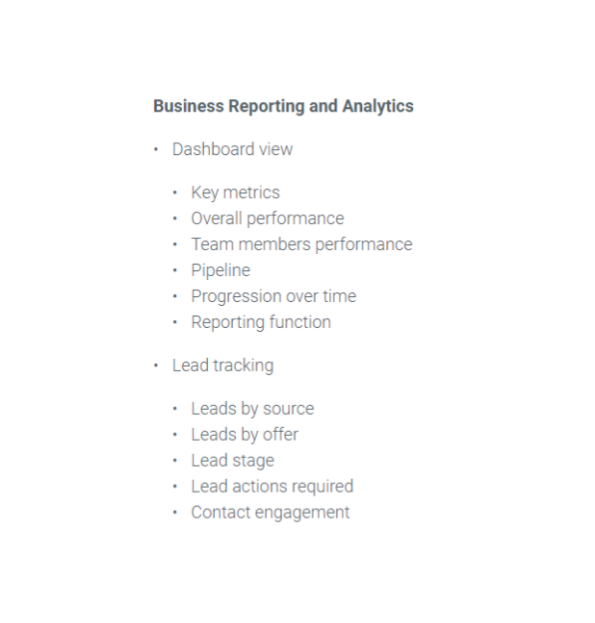 Business Reporting and Analytics
• Dashboard view
• Key metrics
• Overall performance
• Team members performance
• Pipeline
• Progression over time
• Reporting function
• Lead tracking
• Leads by source
• Leads by offer
• Lead stage
• Lead actions required
• Contact engagement